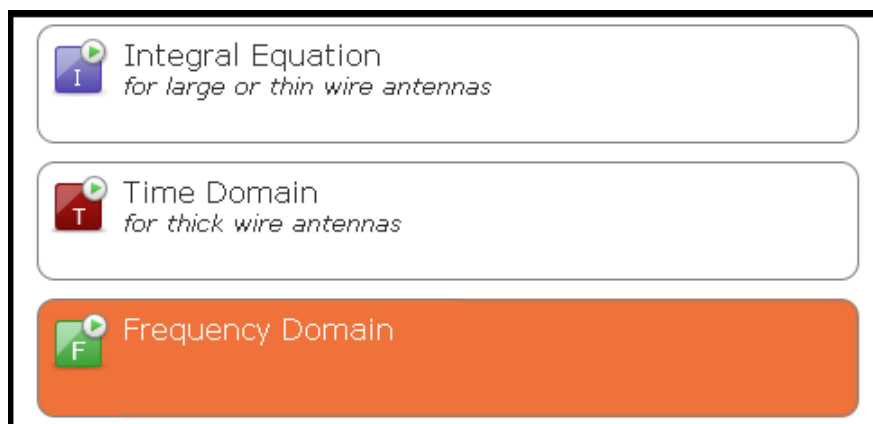 I
Integral Equation
for large or thin wire antennas
T
Time Domain
for thick wire antennas
F
Frequency Domain